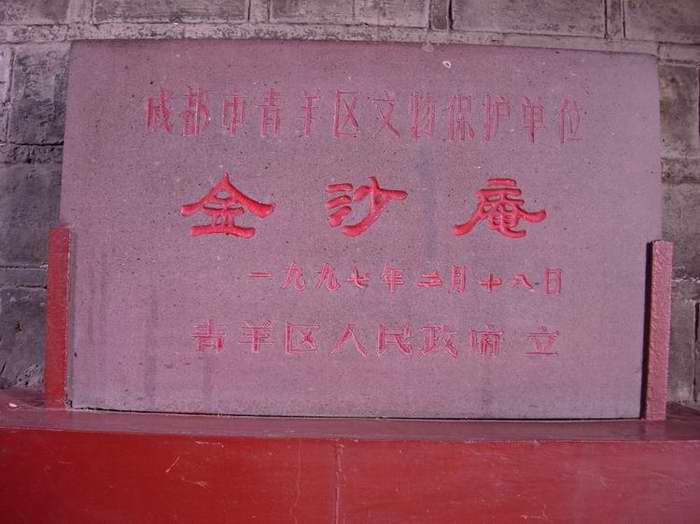 成都市青羊区文物保护单位
金沙庵
一九九七年二月十八日
青羊区人民政府立